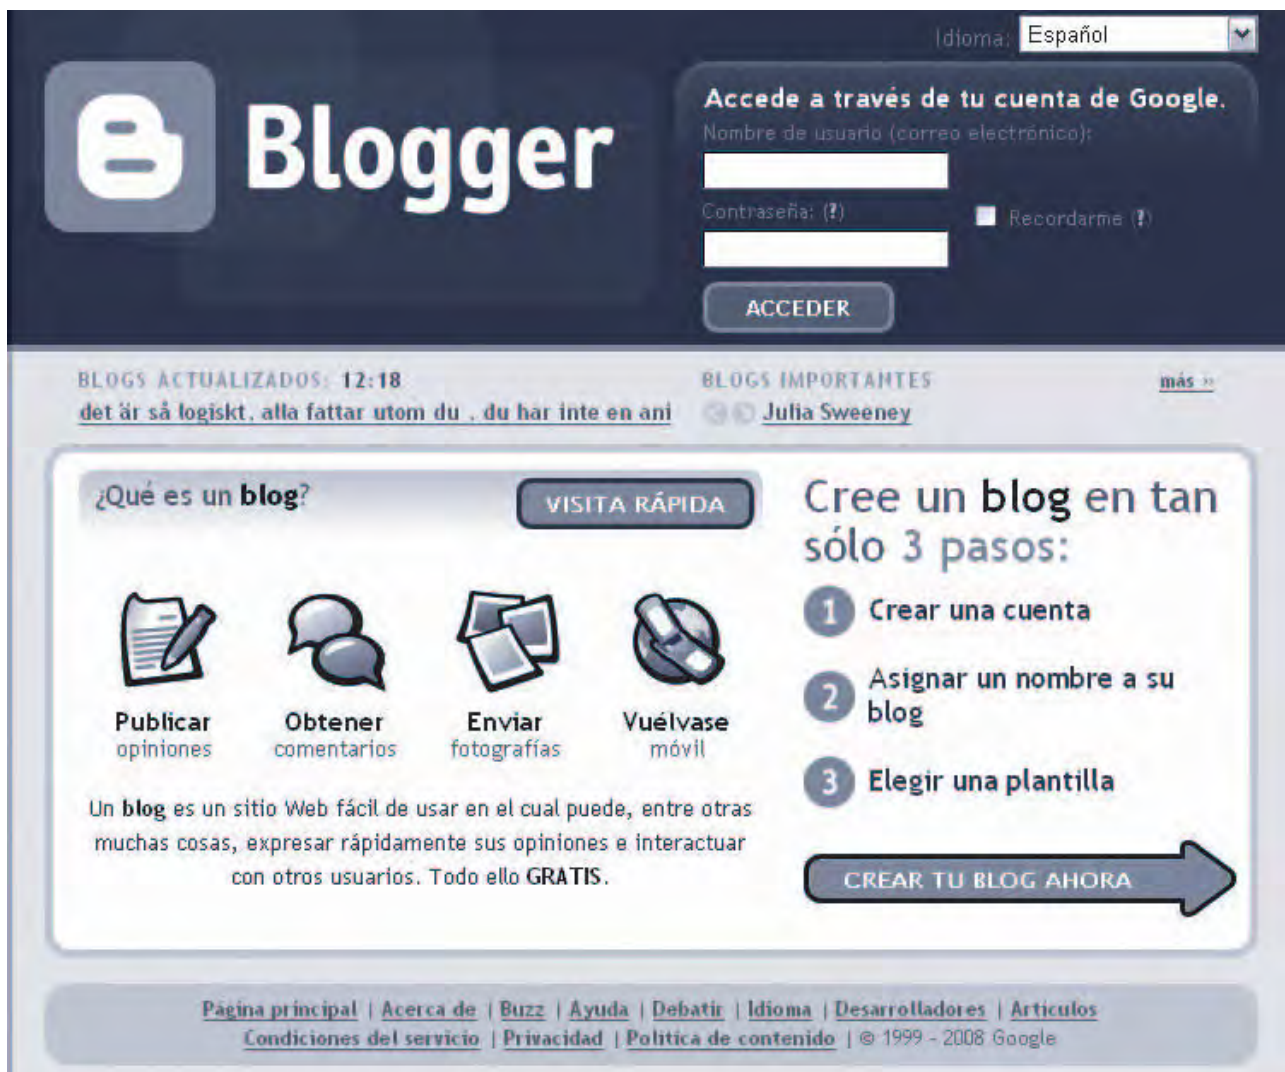 Idioma: Español
Blogger
Accede a través de tu cuenta de Google.
Nombre de usuario (correo electrónico):
Contraseña: (?)
Recordarme (?)
ACCEDER
BLOGS ACTUALIZADOS: 12:18
det är så logiskt, alla fattar utom du . du har inte en ani
BLOGS IMPORTANTES
más »
Julia Sweeney
¿Qué es un blog?
VISITA RÁPIDA
Publicar
opiniones
Obtener
comentarios
Enviar
fotografías
Vuélvase
móvil
Un blog es un sitio Web fácil de usar en el cual puede, entre otras
muchas cosas, expresar rápidamente sus opiniones e interactuar
con otros usuarios. Todo ello GRATIS.
Cree un blog en tan
sólo 3 pasos:
1 Crear una cuenta
2 Asignar un nombre a su
blog
3 Elegir una plantilla
CREAR TU BLOG AHORA
Página principal | Acerca de | Buzz | Ayuda | Debatir | Idioma | Desarrolladores | Artículos
Condiciones del servicio | Privacidad | Política de contenido | © 1999 - 2008 Google